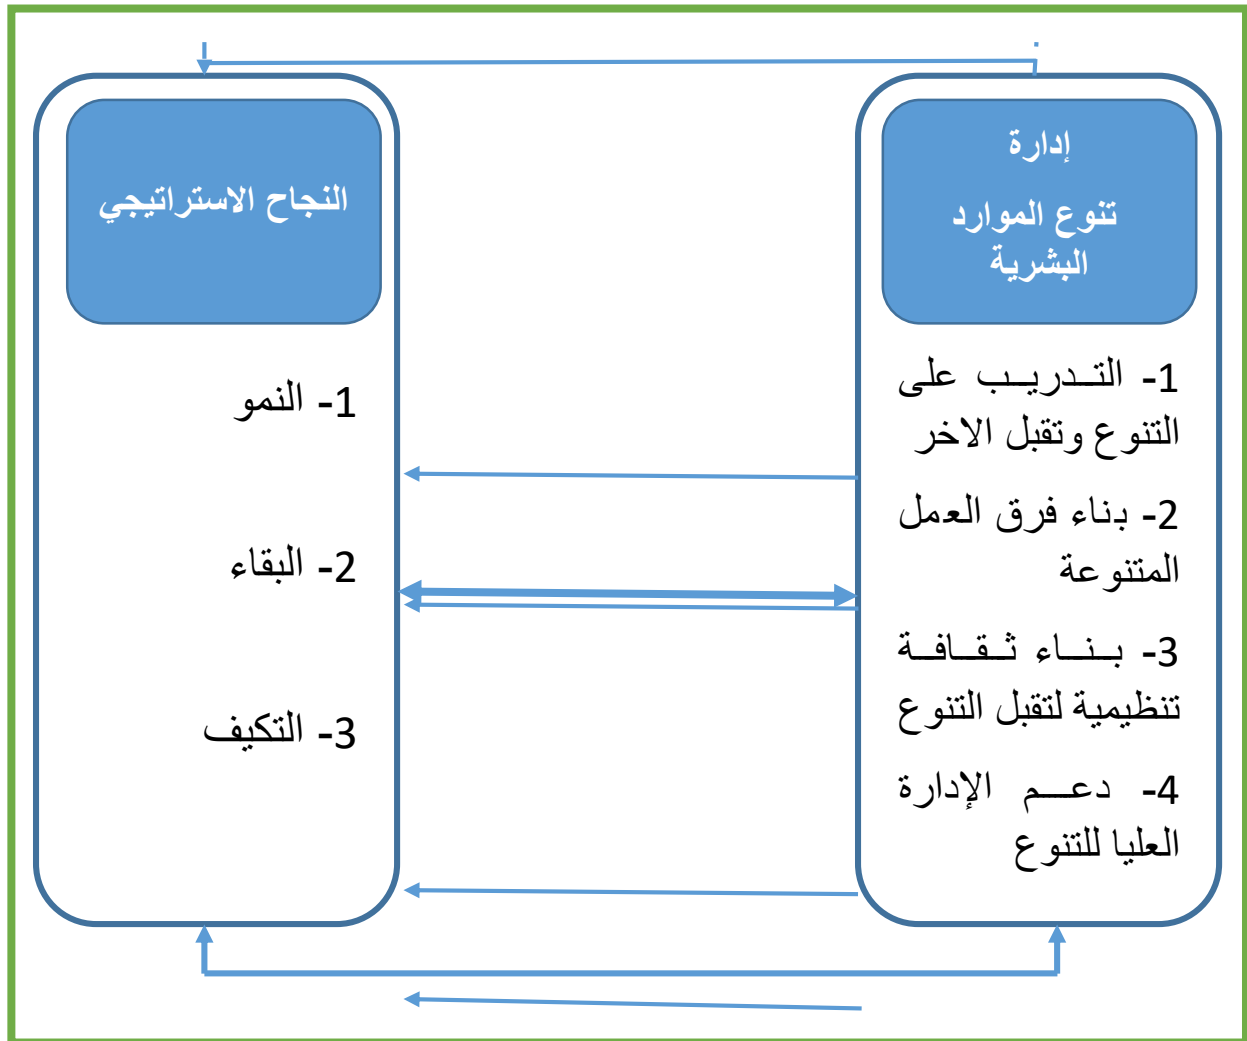 إدارة
تنوع الموارد
البشرية
1- التدريب على
التنوع وتقبل الاخر
2- بناء فرق العمل
المتنوعة
3- بناء ثقافة
تنظيمية لتقبل التنوع
4- دعم الإدارة
العليا للتنوع
النجاح الاستراتيجي
1- النمو
2- البقاء
3- التكيف